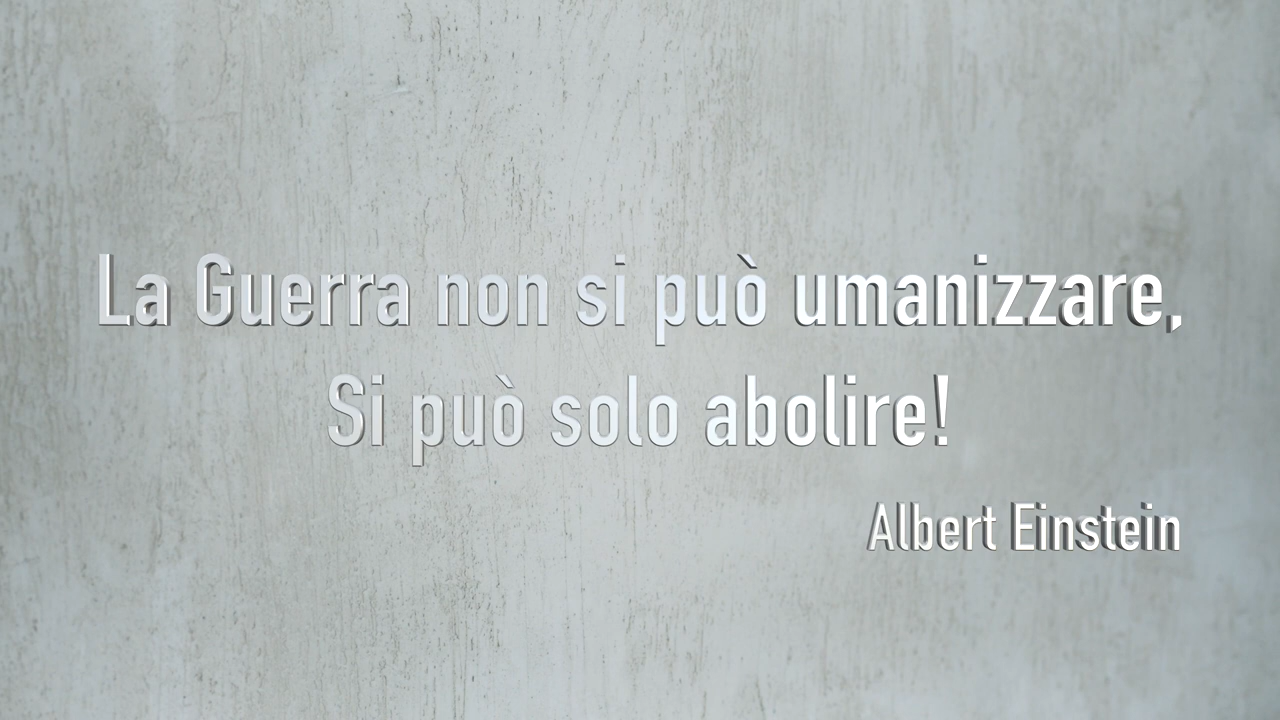 La Guerra non si può umanizzare,
Si può solo abolire!
Albert Einstein